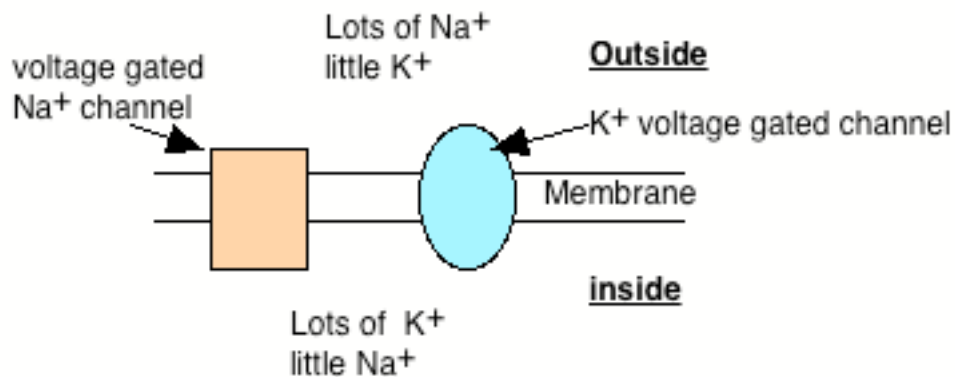 Lots of Na+
little K+
Outside
voltage gated
Na+ channel
K+ voltage gated channel
Membrane
inside
Lots of K+
little Na+